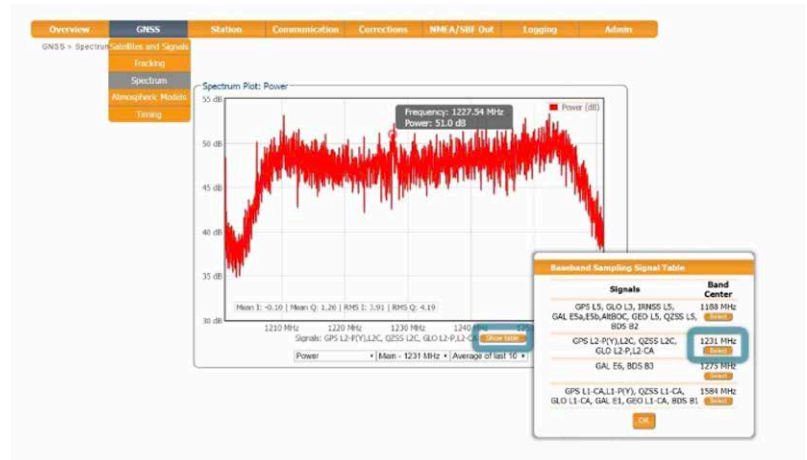 Overview GNSS Station Communication Corrections NMEA/SBF Out Logging Admin
GNSS > Spectrum
Satellites and Signals
Tracking
Spectrum
Atmospheric Models
Timing
Spectrum Plot: Power
55 dB
50 dB
45 dB
40 dB
35 dB
30 dB
Frequency: 1227.54 MHz
Power: 51.0 dB
Power (dB)
Mean I: -0.10 | Mean Q: 1.20 | RMS I: 3.91 | RMS Q: 4.19
1210 MHz 1220 MHz 1230 MHz 1240 MHz
Signals: GPS L2-P(Y),L2C, QZSS L2C, GLO L2-P,L2-CA Show table
Power Main - 1231 MHz Average of last 10
Baseband Sampling Signal Table
Signals Band Center
GPS L5, GLO L3, IRNSS L5, 1188 MHz
GAL E5a,E5b,AltBOC, GEO L5, QZSS L5, Select
BDS B2
GPS L2-P(Y),L2C, QZSS L2C, 1231 MHz
GLO L2-P,L2-CA Select
GAL E6, BDS B3 1275 MHz
Select
GPS L1-CA,L1-P(Y), QZSS L1-CA, 1584 MHz
GLO L1-CA, GAL E1, GEO L1-CA, BDS B1 Select
OK